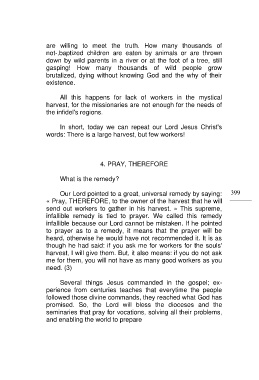 are willing to meet the truth. How many thousands of
not-,baptized children are eaten by animals or are thrown
down by wild parents in a river or at the foot of a tree, still
gasping! How many thousands of wild people grow
brutalized, dying without knowing God and the why of their
existence.
All this happens for lack of workers in the mystical
harvest, for the missionaries are not enough for the needs of
the infidel's regions
In short, today we can repeat our Lord Jesus Christ's
words: There is a large harvest, but few workers!
4. PRAY, THEREFORE
What is the remedy?
Our Lord pointed to a great, universal remedy by saying:
« Pray, THEREFORE, to the owner of the harvest that he will
send out workers to gather in his harvest. » This supreme,
infallible remedy is tied to prayer. We called this remedy
infallible because our Lord cannot be mistaken. If he pointed
to prayer as to a remedy, it means that the prayer will be
heard, otherwise he would have not recommended it. It is as
though he had said: if you ask me for workers for the souls'
harvest, I will give them. But, it also means: if you do not ask
me for them, you will not have as many good workers as you
need. (3)
Several things Jesus commanded in the gospel; ex-
perience from centuries teaches that everytime the people
followed those divine commands, they reached what God has
promised. So, the Lord will bless the dioceses and the
seminaries that pray for vocations, solving all their problems,
and enabling the world to prepare
399